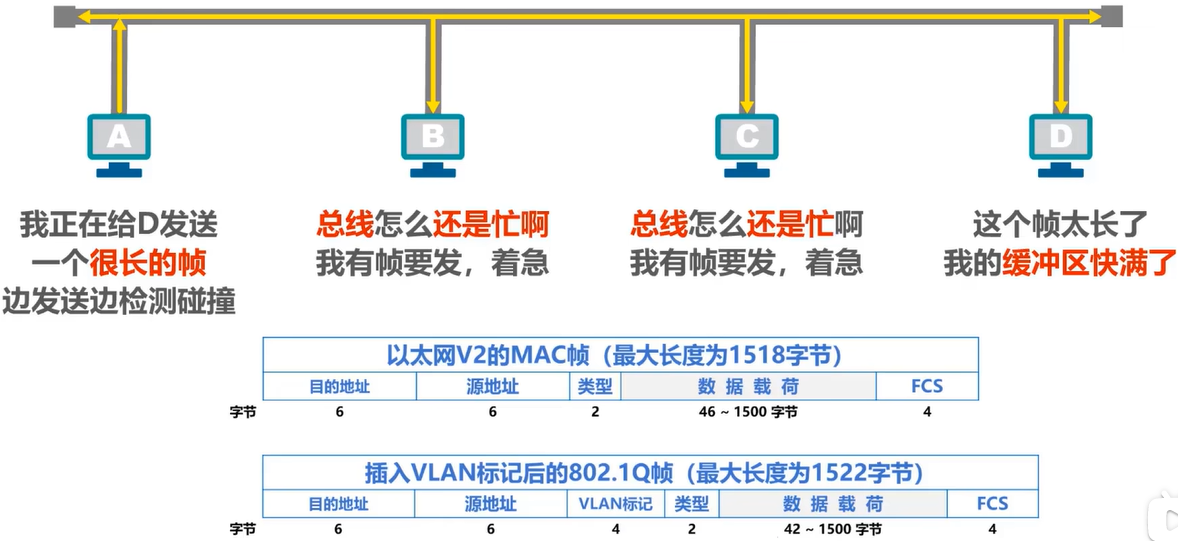 A
B
C
D
我正在给D发送
一个很长的帧
边发送边检测碰撞
总线怎么还是忙啊
我有帧要发，着急
总线怎么还是忙啊
我有帧要发，着急
这个帧太长了
我的缓冲区快满了
以太网V2的MAC帧（最大长度为1518字节）
目的地址 源地址 类型 数据载荷 FCS
字节 6 6 2 46 ~ 1500 字节 4
插入VLAN标记后的802.1Q帧（最大长度为1522字节）
目的地址 源地址 VLAN标记 类型 数据载荷 FCS
字节 6 6 4 2 42 ~ 1500 字节 4